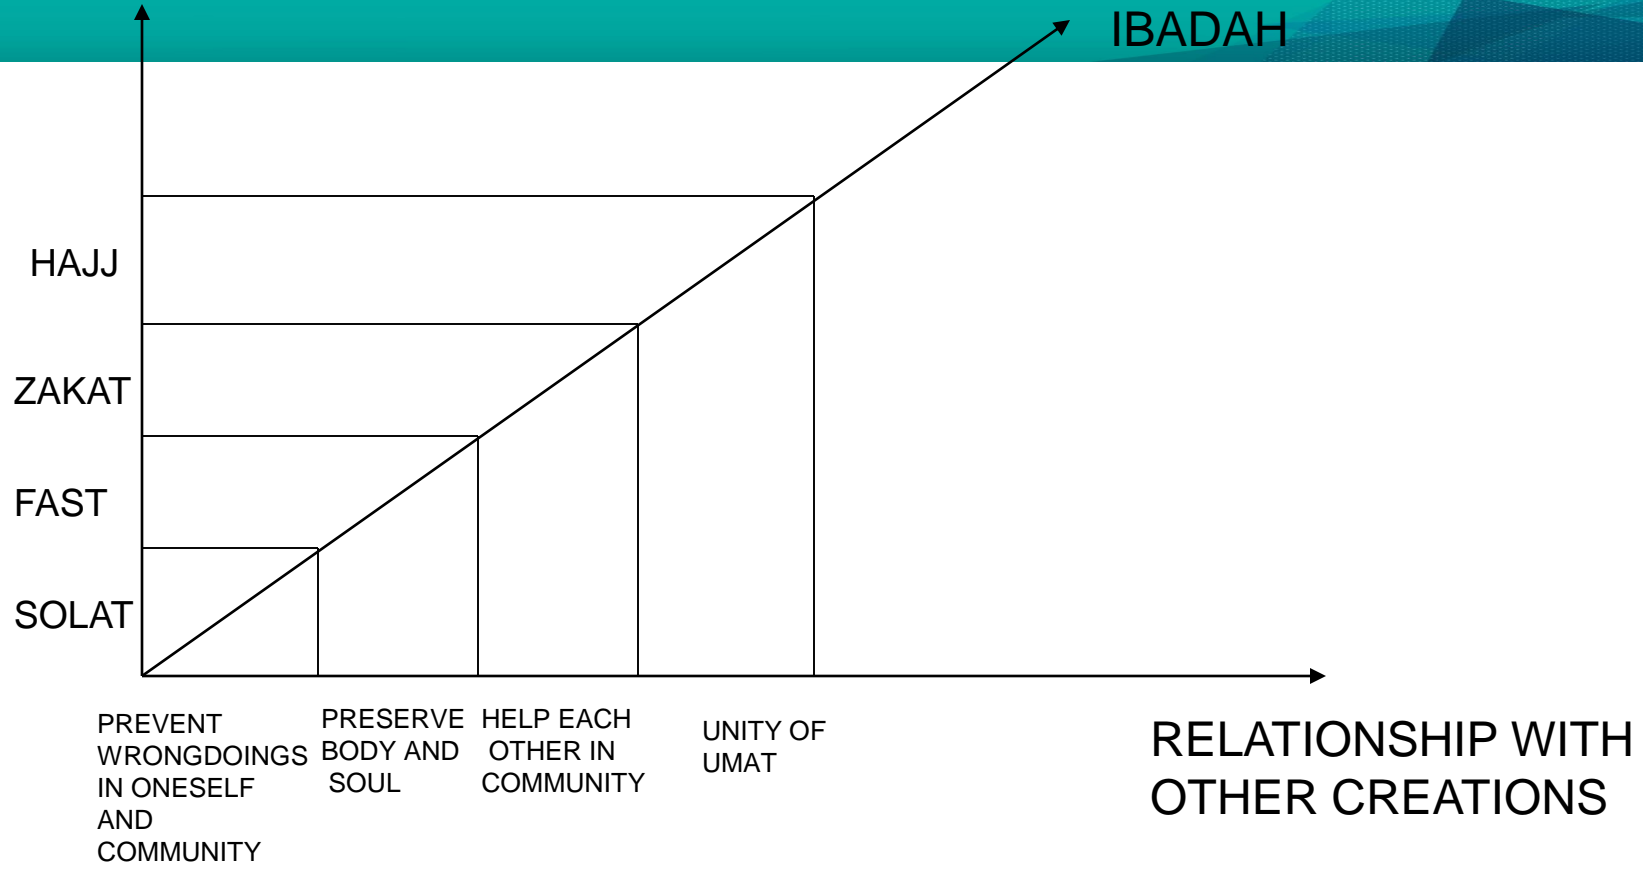 IBADAH
HAJJ
ZAKAT
FAST
SOLAT
PREVENT
WRONGDOINGS
IN ONESELF
AND
COMMUNITY
PRESERVE
BODY AND
SOUL
HELP EACH
OTHER IN
COMMUNITY
UNITY OF
UMAT
RELATIONSHIP WITH
OTHER CREATIONS